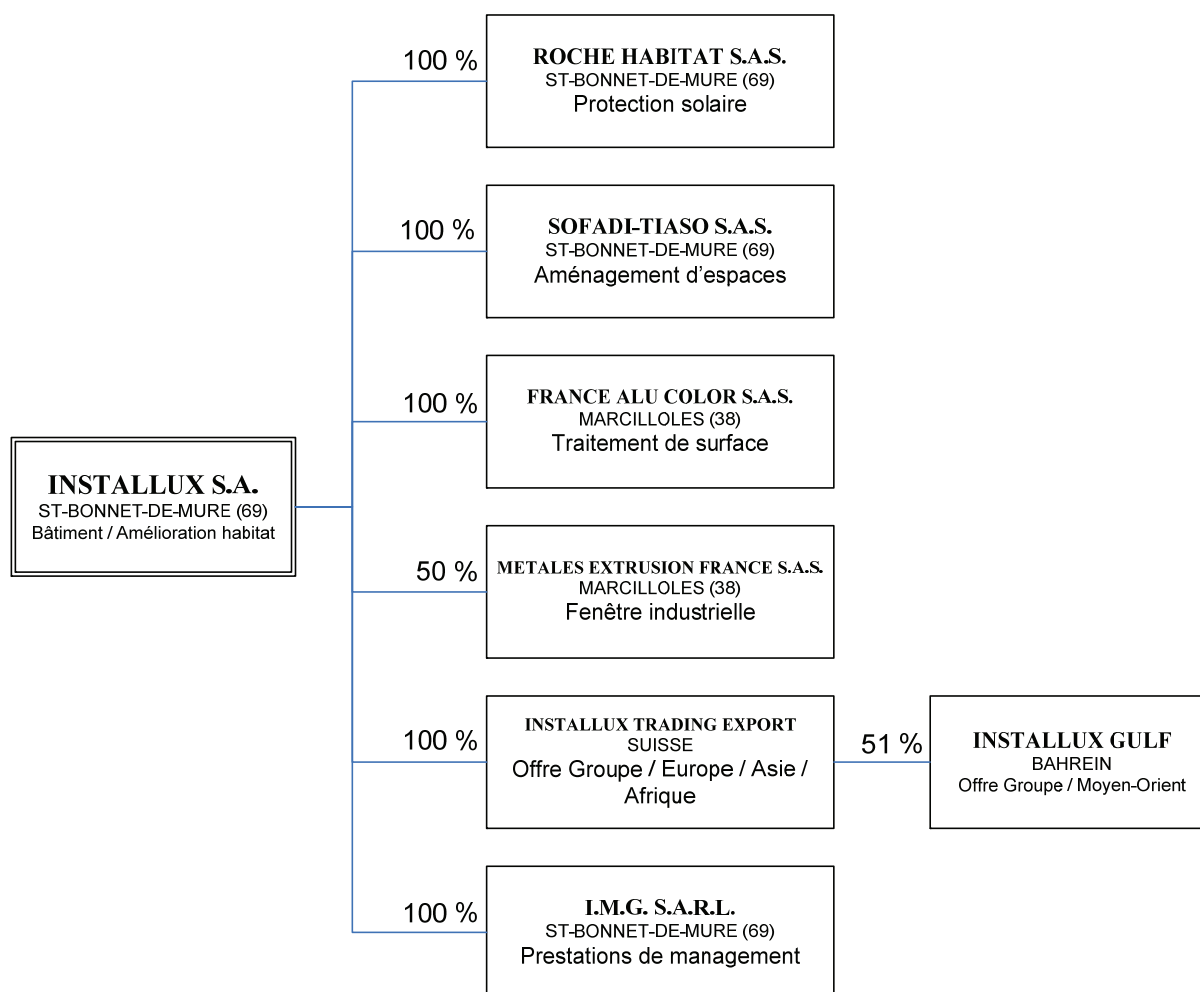 100 %
ROCHE HABITAT S.A.S.
ST-BONNET-DE-MURE (69)
Protection solaire
100 %
SOFADI-TIASO S.A.S.
ST-BONNET-DE-MURE (69)
Aménagement d’espaces
100 %
FRANCE ALU COLOR S.A.S.
MARCILLOLES (38)
Traitement de surface
INSTALLUX S.A.
ST-BONNET-DE-MURE (69)
Bâtiment / Amélioration habitat
50 %
METALES EXTRUSION FRANCE S.A.S.
MARCILLOLES (38)
Fenêtre industrielle
100 %
INSTALLUX TRADING EXPORT
SUISSE
Offre Groupe / Europe / Asie /
Afrique
51 %
INSTALLUX GULF
BAHREIN
Offre Groupe / Moyen-Orient
100 %
I.M.G. S.A.R.L.
ST-BONNET-DE-MURE (69)
Prestations de management